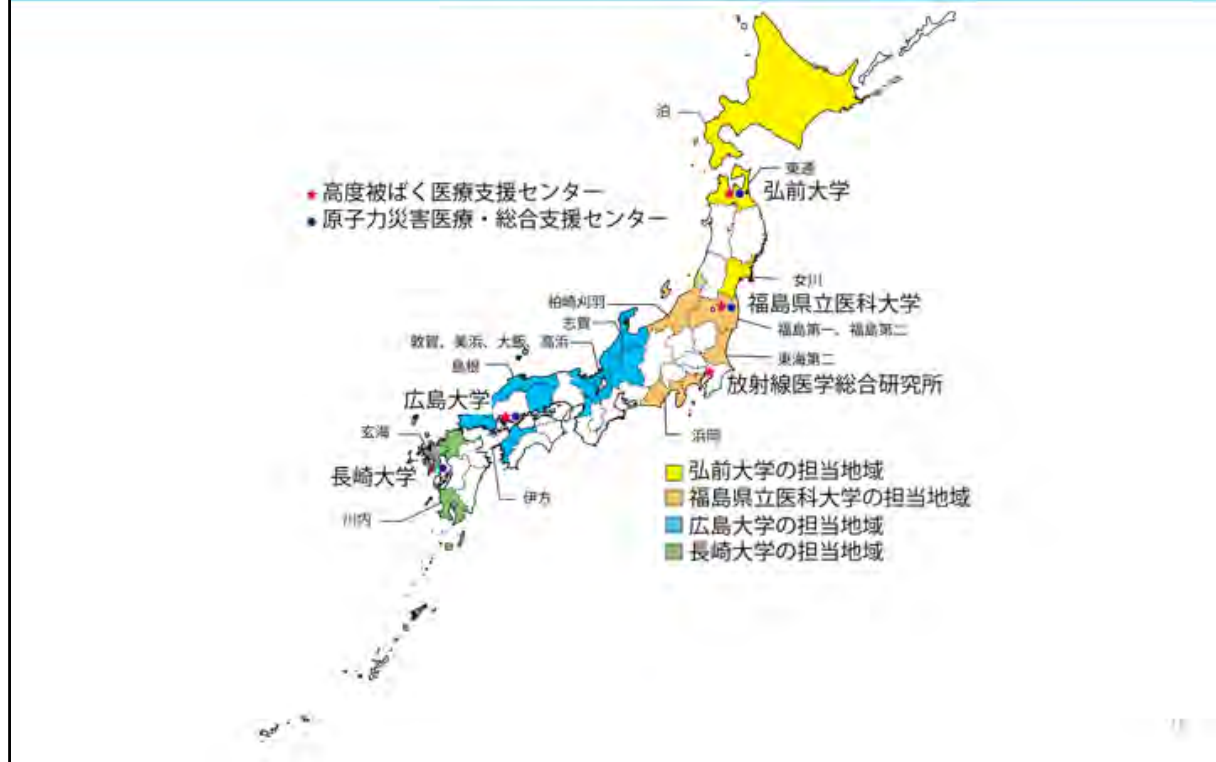 泊
東通
弘前大学
★高度被ばく医療支援センター
●原子力災害医療・総合支援センター
女川
柏崎刈羽
福島県立医科大学
志賀
福島第一、福島第二
敦賀、美浜、大飯、高浜
東海第二
島根
放射線医学総合研究所
広島大学
玄海
浜岡
長崎大学
伊方
川内
弘前大学の担当地域
福島県立医科大学の担当地域
広島大学の担当地域
長崎大学の担当地域